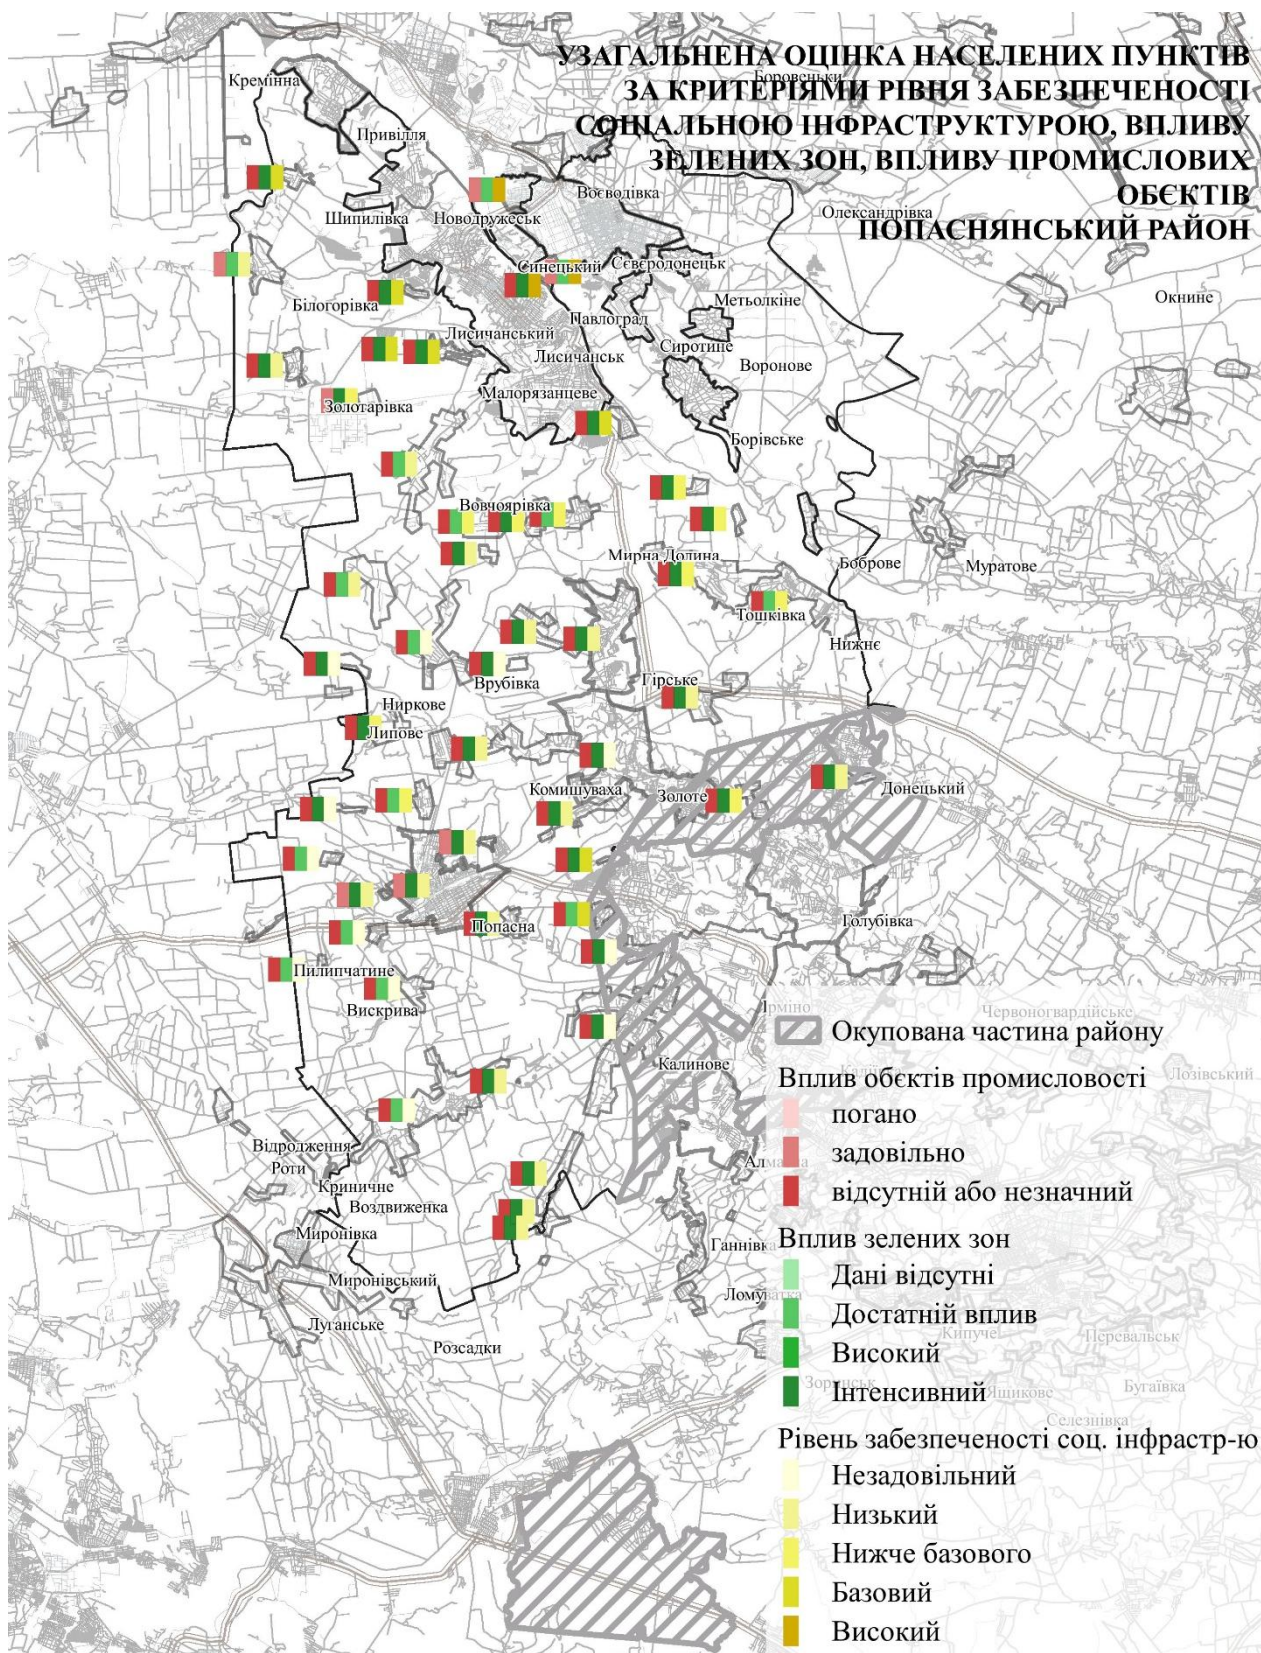 УЗАГАЛЬНЕНА ОЦІНКА НАСЕЛЕНИХ ПУНКТІВ
ЗА КРИТЕРІЯМИ РІВНЯ ЗАБЕЗПЕЧЕНОСТІ
СОЦІАЛЬНОЮ ІНФРАСТРУКТУРОЮ, ВПЛИВУ
ЗЕЛЕНИХ ЗОН, ВПЛИВУ ПРОМИСЛОВИХ
ОБЄКТІВ
ПОПАСНЯНСЬКИЙ РАЙОН
Боровеньки
Кремінна
Привілля
Шипилівка
Новодружеськ
Воєводівка
Олександрівка
Синецький
Сєвєродонецьк
Білогорівка
Метьолкіне
Окнине
Павлоград
Лисичанський
Сиротине
Лисичанськ
Воронове
Малорязанцеве
Золотарівка
Борівське
Вовчоярівка
Мирна Долина
Боброве
Муратове
Тошківка
Нижнє
Врубівка
Гірське
Ниркове
Липове
Комишуваха
Золоте
Донецький
Попасна
Голубівка
Пилипчатине
Вискрива
Ірміно
Червоногвардійське
Калинове
Кадіївка
Лозівський
Відродження
Роти
Криничне
Воздвиженка
Алмазна
Миронівка
Ганнівка
Миронівський
Ломуватка
Луганське
Розсадки
Кипуче
Перевальськ
Зоринськ
Ящикове
Бугаївка
Селезнівка
Окупована частина району
Вплив обєктів промисловості
погано
задовільно
відсутній або незначний
Вплив зелених зон
Дані відсутні
Достатній вплив
Високий
Інтенсивний
Рівень забезпеченості соц. інфрастр-ю
Незадовільний
Низький
Нижче базового
Базовий
Високий